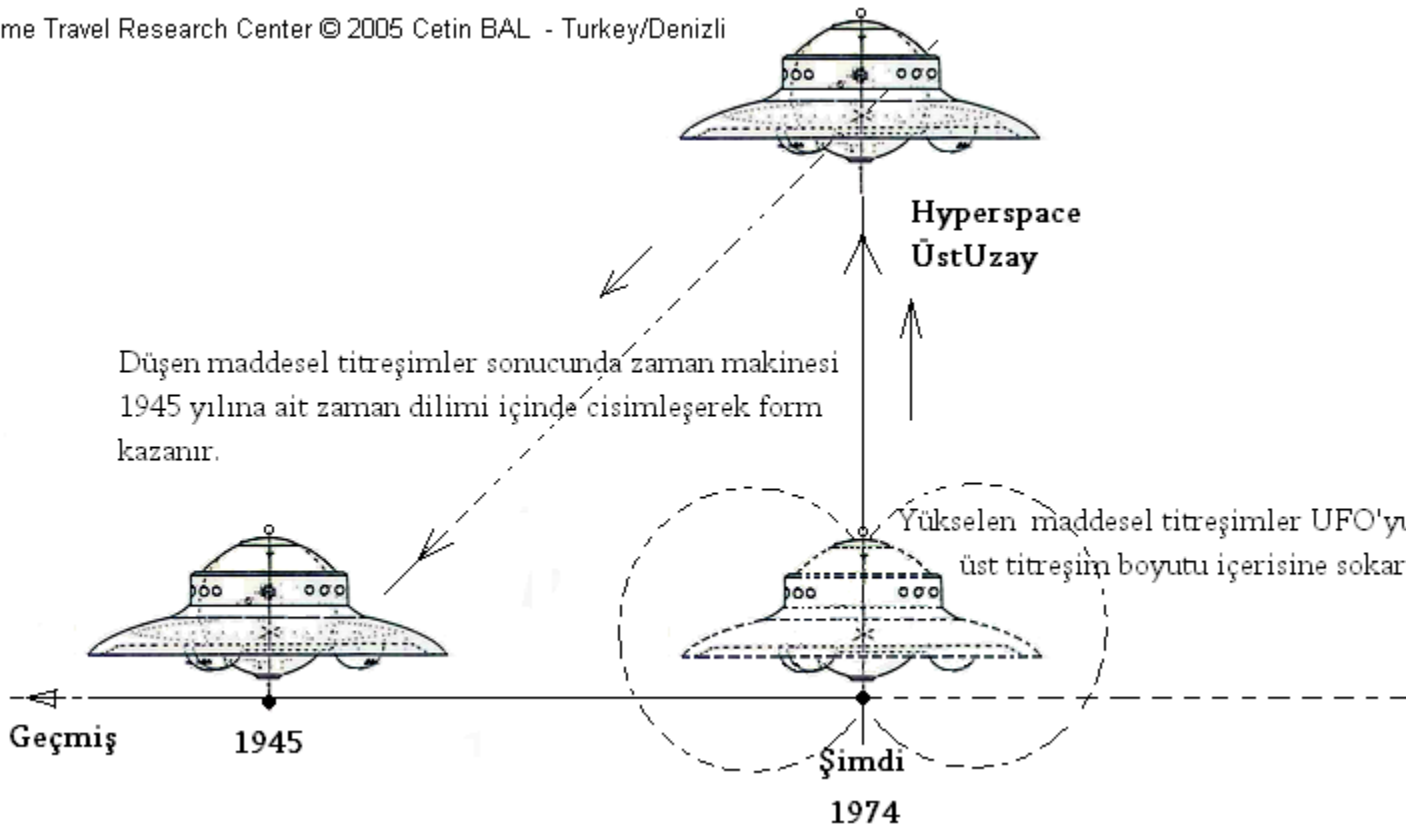 me Travel Research Center © 2005 Cetin BAL - Turkey/Denizli
Hyperspace
ÜstUzay
Düşen maddesel titreşimler sonucunda zaman makinesi
1945 yılına ait zaman dilimi içinde cisimleşerek form
kazanır.
Yükselen maddesel titreşimler UFO'yu
üst titreşim boyutu içerisine sokar
Geçmiş
1945
Şimdi
1974